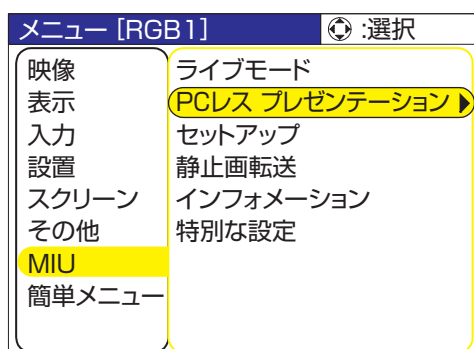 メニュー [RGB1] :選択
映像
表示
入力
設置
スクリーン
その他
MIU
簡単メニュー
ライブモード
PCレス プレゼンテーション
セットアップ
静止画転送
インフォメーション
特別な設定